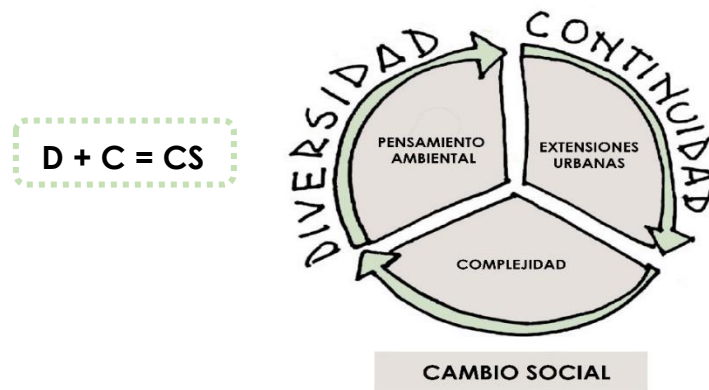 D + C = CS
DIVERSIDAD
CONTINUIDAD
PENSAMIENTO
AMBIENTAL
EXTENSIONES
URBANAS
COMPLEJIDAD
CAMBIO SOCIAL